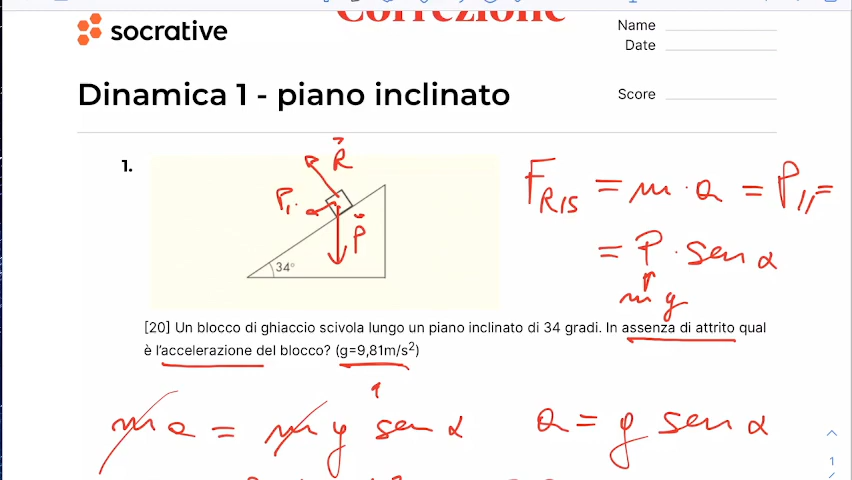 Correzione
socrative
Name
Date
Dinamica 1 - piano inclinato
Score
1.
R
P
P
34°
F RIS = m · a = P // =
= P · sen α
m g
[20] Un blocco di ghiaccio scivola lungo un piano inclinato di 34 gradi. In assenza di attrito qual
è l'accelerazione del blocco? (g=9,81m/s²)
m a = m g sen α
a = g sen α
1